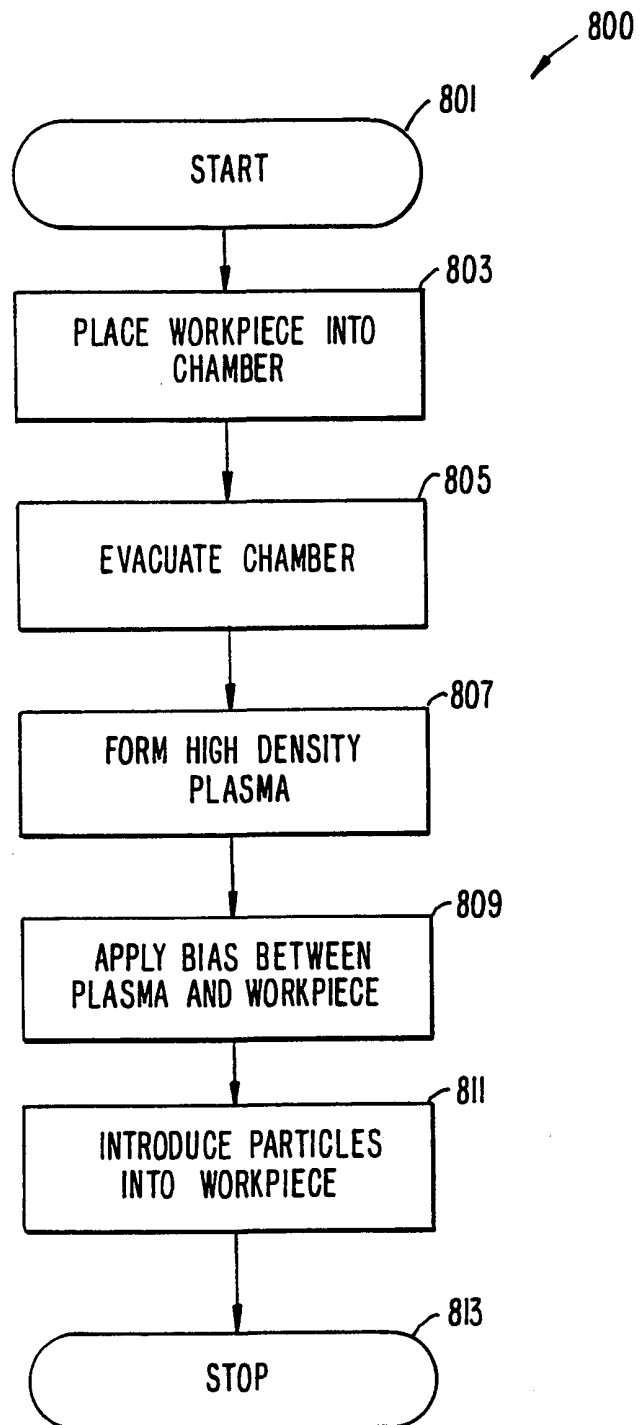 800
801
START
803
PLACE WORKPIECE INTO
CHAMBER
805
EVACUATE CHAMBER
807
FORM HIGH DENSITY
PLASMA
809
APPLY BIAS BETWEEN
PLASMA AND WORKPIECE
811
INTRODUCE PARTICLES
INTO WORKPIECE
813
STOP